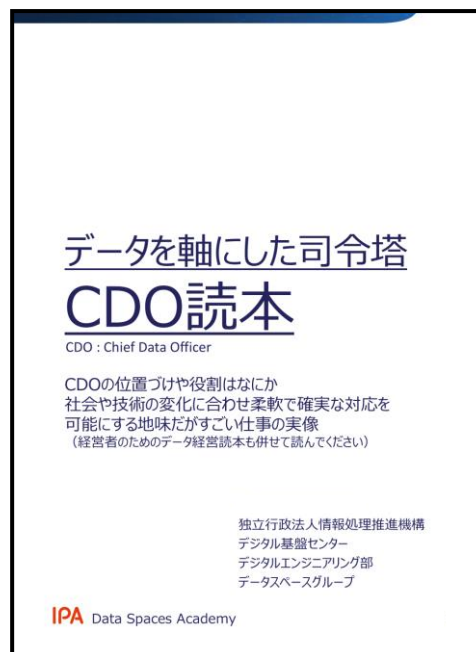 データを軸にした司令塔
CDO読本
CDO : Chief Data Officer
CDOの位置づけや役割はなにか
社会や技術の変化に合わせ柔軟で確実な対応を
可能にする地味だがすごい仕事の実像
（経営者のためのデータ経営読本も併せて読んでください）
独立行政法人情報処理推進機構
デジタル基盤センター
デジタルエンジニアリング部
データスペースグループ
IPA Data Spaces Academy